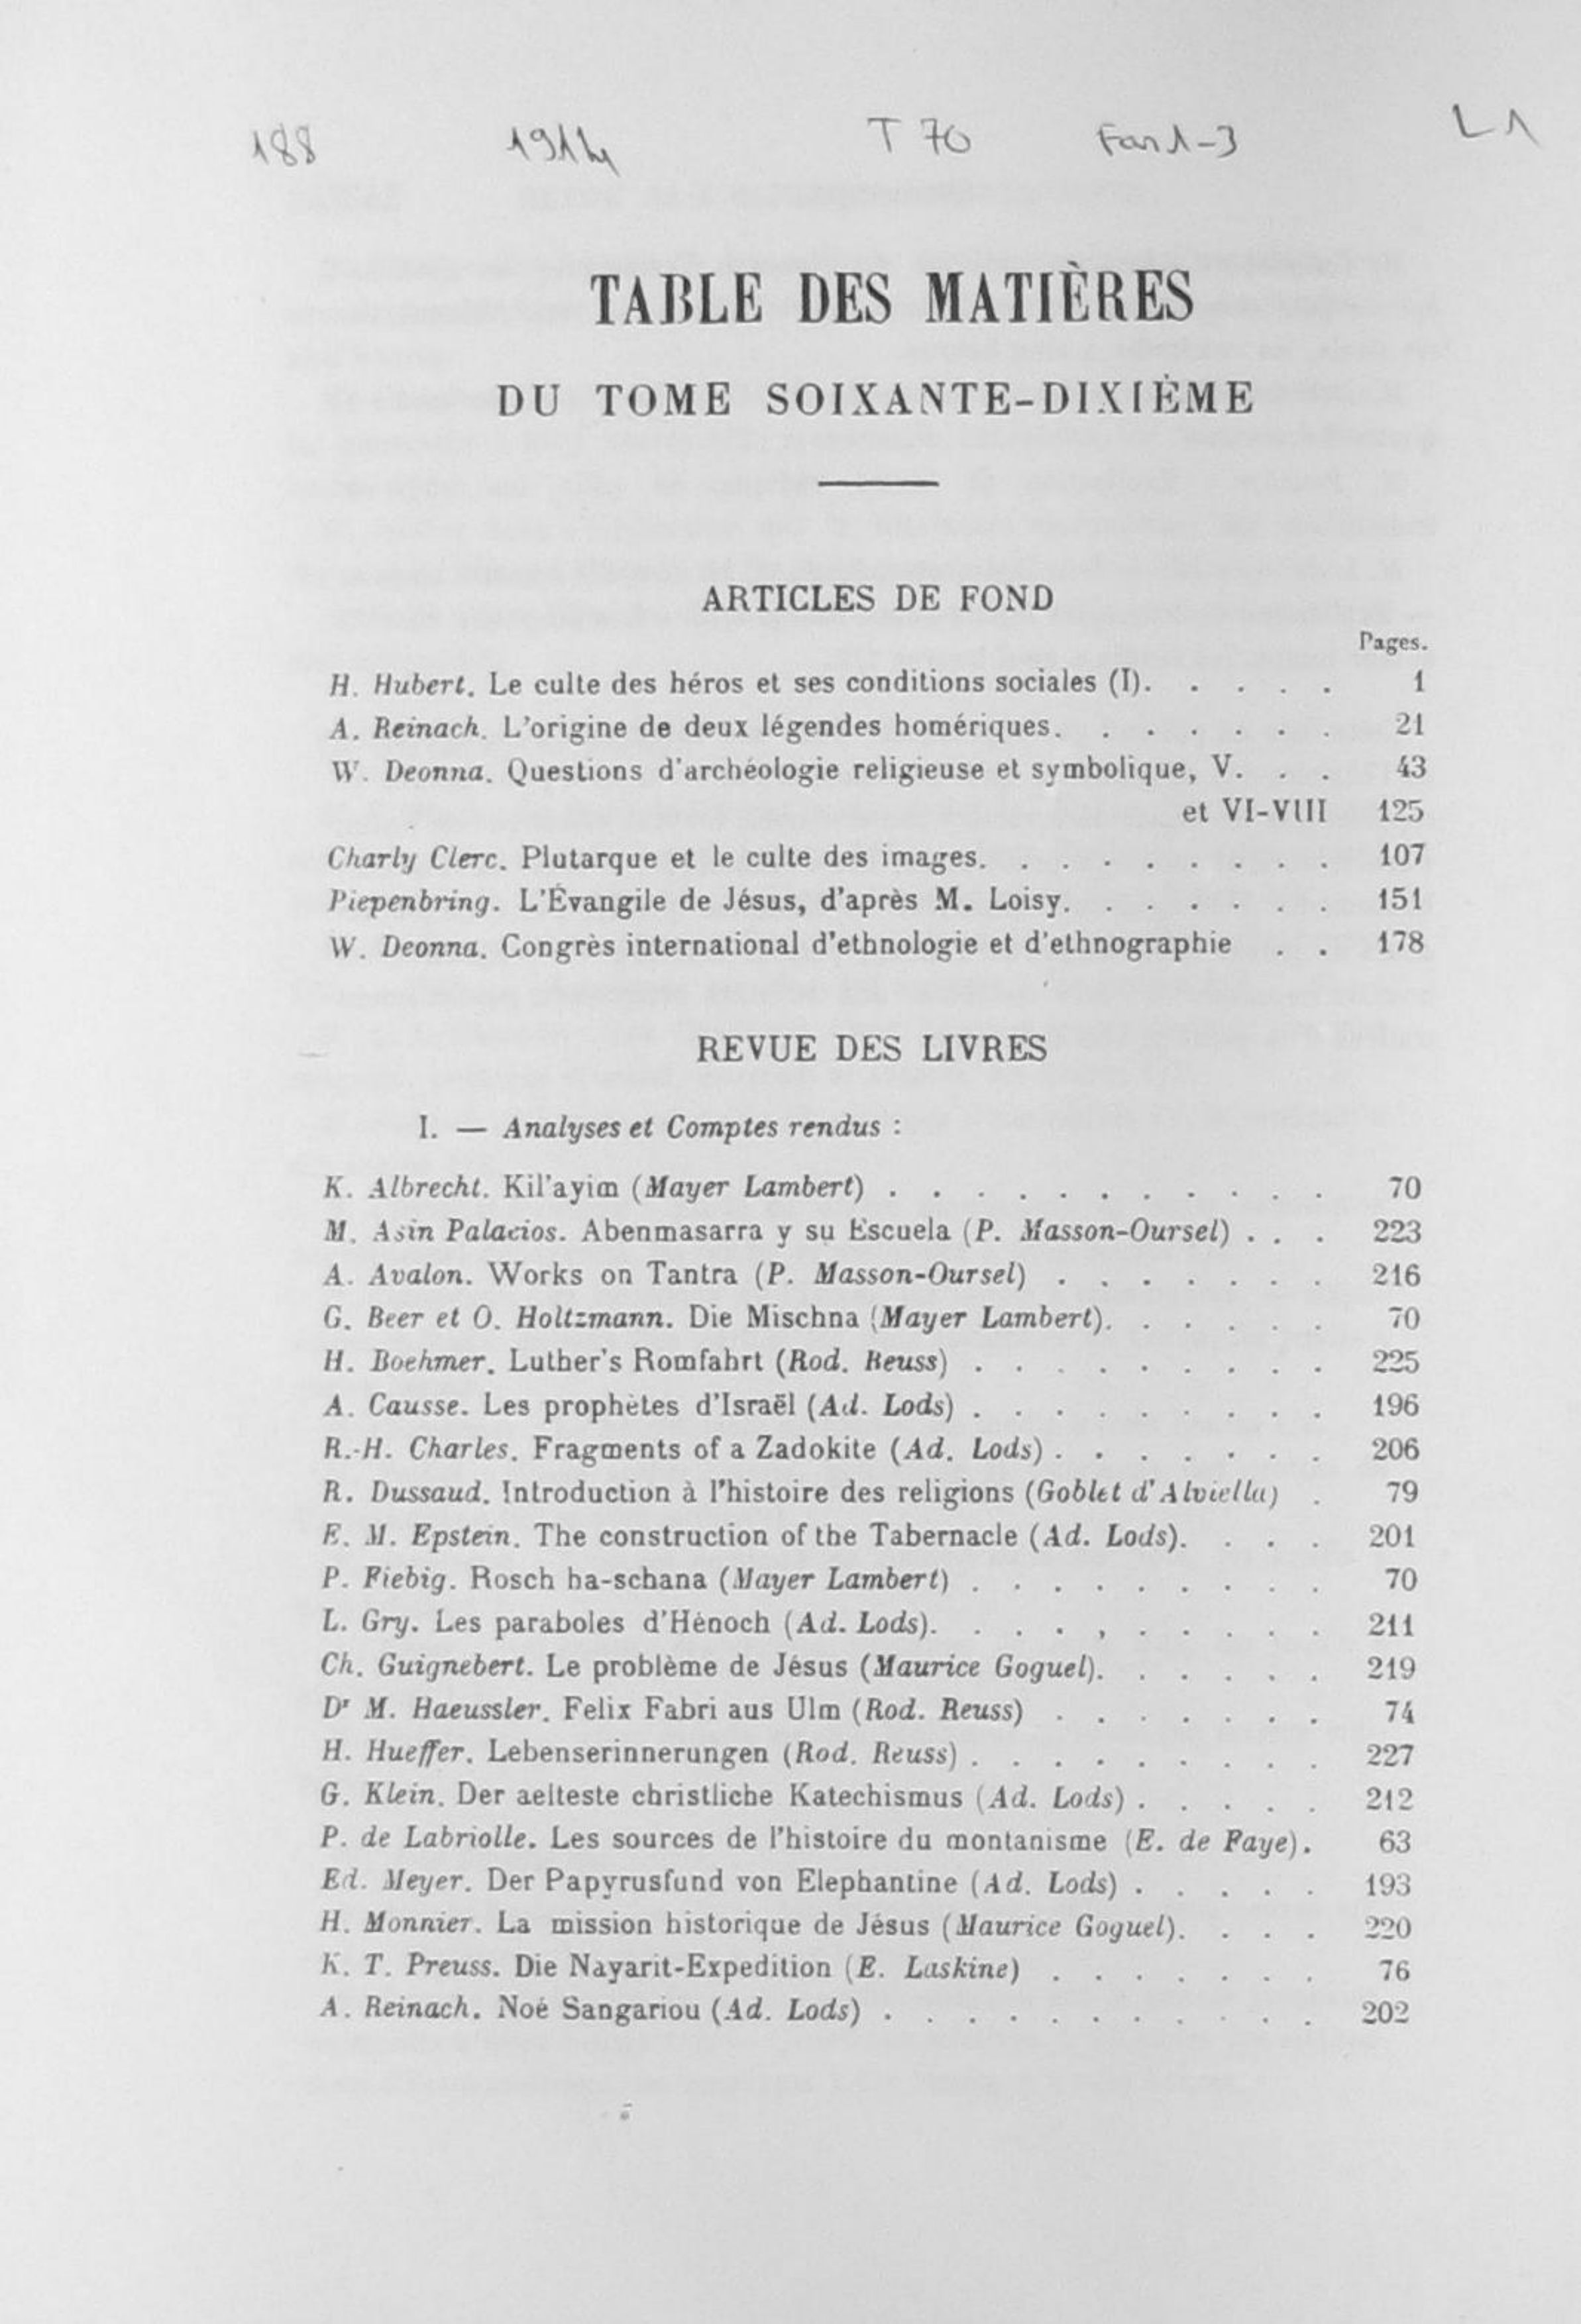 188 1914 T 70 Fas 1-3 L1
TABLE DES MATIÈRES
DU TOME SOIXANTE-DIXIÈME
ARTICLES DE FOND
Pages.
H. Hubert. Le culte des héros et ses conditions sociales (I). . . . . . 1
A. Reinach. L'origine de deux légendes homériques. . . . . . . 21
W. Deonna. Questions d'archéologie religieuse et symbolique, V. . . 43
et VI-VIII 125
Charly Clerc. Plutarque et le culte des images. . . . . . . . . 107
Piepenbring. L'Évangile de Jésus, d'après M. Loisy. . . . . . . 151
W. Deonna. Congrès international d'ethnologie et d'ethnographie . . 178
REVUE DES LIVRES
I. — Analyses et Comptes rendus :
K. Albrecht. Kil'ayim (Mayer Lambert) . . . . . . . . . . . 70
M. Asin Palacios. Abenmasarra y su Escuela (P. Masson-Oursel) . . . 223
A. Avalon. Works on Tantra (P. Masson-Oursel) . . . . . . . 216
G. Beer et O. Holtzmann. Die Mischna (Mayer Lambert). . . . . . 70
H. Boehmer. Luther's Romfahrt (Rod. Reuss) . . . . . . . . . 225
A. Causse. Les prophètes d'Israël (Ad. Lods) . . . . . . . . . 196
R.-H. Charles. Fragments of a Zadokite (Ad. Lods) . . . . . . . 206
R. Dussaud. Introduction à l'histoire des religions (Goblet d'Alviella) . 79
E. M. Epstein. The construction of the Tabernacle (Ad. Lods). . . . 201
P. Fiebig. Rosch ha-schana (Mayer Lambert) . . . . . . . . . 70
L. Gry. Les paraboles d'Hénoch (Ad. Lods). . . . . . . . . . 211
Ch. Guignebert. Le problème de Jésus (Maurice Goguel). . . . . . 219
Dr M. Haeussler. Felix Fabri aus Ulm (Rod. Reuss) . . . . . . . 74
H. Hueffer. Lebenserinnerungen (Rod. Reuss) . . . . . . . . . 227
G. Klein. Der aelteste christliche Katechismus (Ad. Lods) . . . . . 212
P. de Labriolle. Les sources de l'histoire du montanisme (E. de Faye). 63
Ed. Meyer. Der Papyrusfund von Elephantine (Ad. Lods) . . . . . 193
H. Monnier. La mission historique de Jésus (Maurice Goguel). . . . 220
K. T. Preuss. Die Nayarit-Expedition (E. Laskine) . . . . . . . 76
A. Reinach. Noé Sangariou (Ad. Lods) . . . . . . . . . . . 202